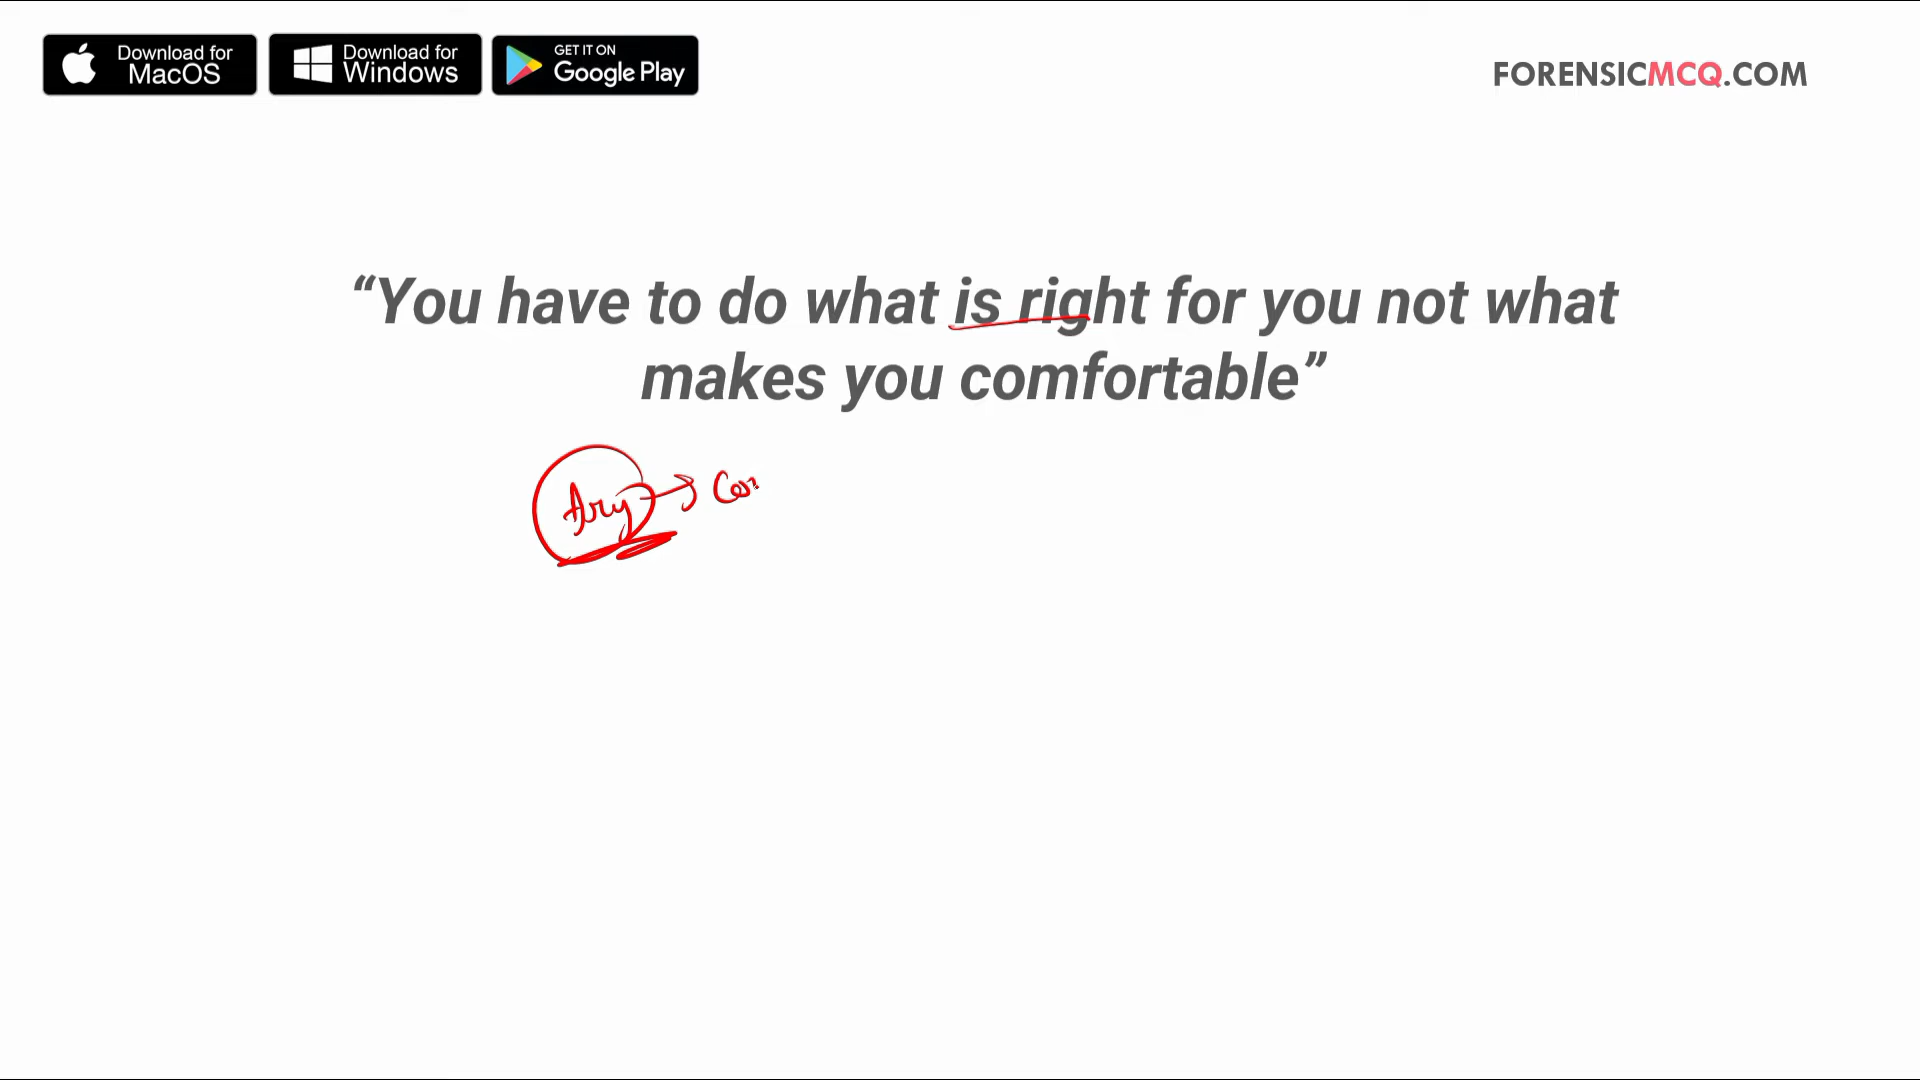 Download for
MacOS
Download for
Windows
GET IT ON
Google Play
FORENSICMCQ.COM
“You have to do what is right for you not what
makes you comfortable”